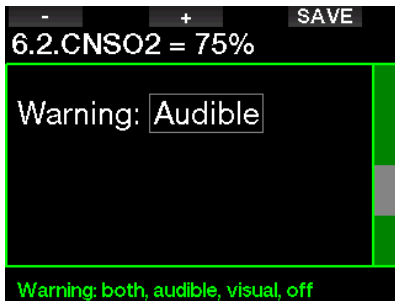 - + SAVE
6.2.CNSO2 = 75%
Warning: Audible
Warning: both, audible, visual, off